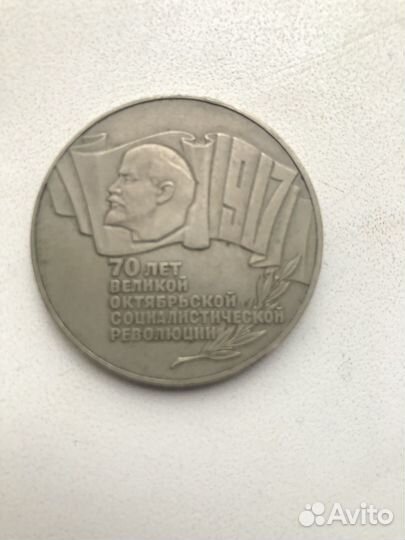 1917
70 ЛЕТ
ВЕЛИКОЙ
ОКТЯБРЬСКОЙ
СОЦИАЛИСТИЧЕСКОЙ
РЕВОЛЮЦИИ
Avito